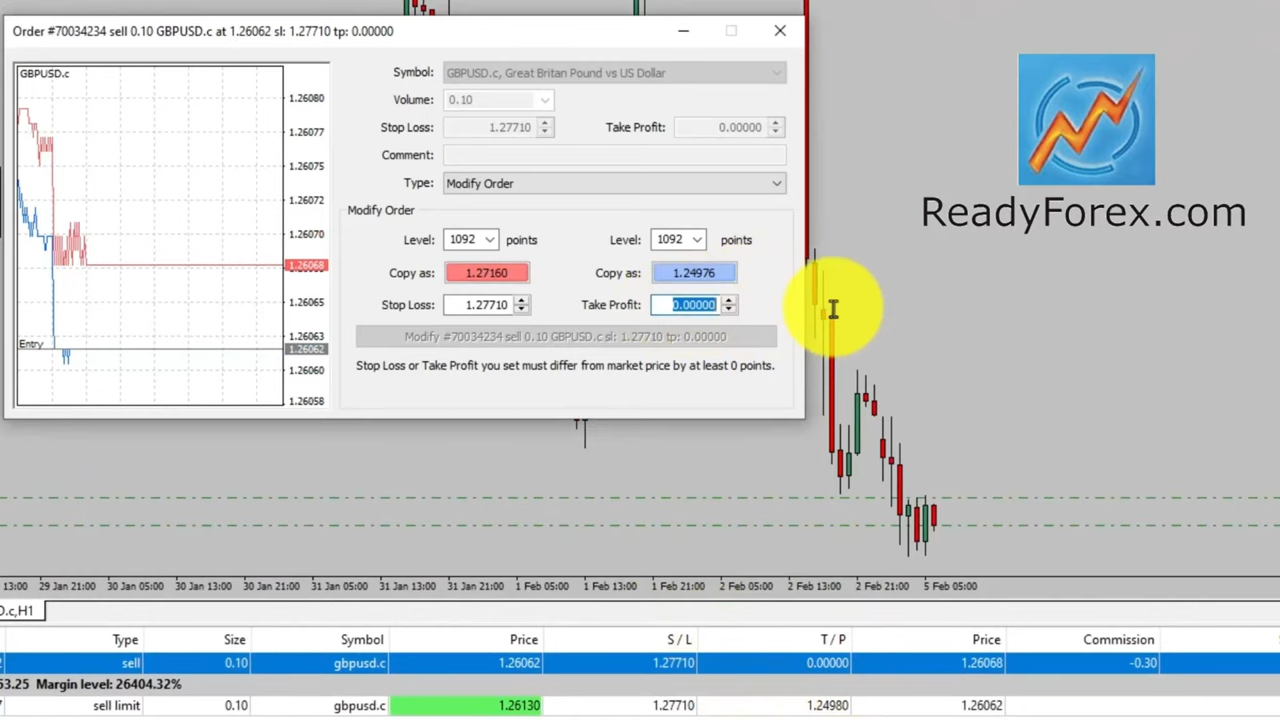 Order #70034234 sell 0.10 GBPUSD.c at 1.26062 sl: 1.27710 tp: 0.00000
GBPUSD.c
1.26080
1.26077
1.26075
1.26072
1.26070
1.26068
1.26065
1.26063
Entry
1.26062
1.26060
1.26058
Symbol: GBPUSD.c, Great Britan Pound vs US Dollar
Volume: 0.10
Stop Loss: 1.27710 Take Profit: 0.00000
Comment:
Type: Modify Order
Modify Order
Level: 1092 points Level: 1092 points
Copy as: 1.27160 Copy as: 1.24976
Stop Loss: 1.27710 Take Profit: 0.00000
Modify #70034234 sell 0.10 GBPUSD.c sl: 1.27710 tp: 0.00000
Stop Loss or Take Profit you set must differ from market price by at least 0 points.
ReadyForex.com
13:00 29 Jan 21:00 30 Jan 05:00 30 Jan 13:00 30 Jan 21:00 31 Jan 05:00 31 Jan 13:00 31 Jan 21:00 1 Feb 05:00 1 Feb 13:00 1 Feb 21:00 2 Feb 05:00 2 Feb 13:00 2 Feb 21:00 5 Feb 05:00
D.c,H1
Type Size Symbol Price S / L T / P Price Commission
2 sell 0.10 gbpusd.c 1.26062 1.27710 0.00000 1.26068 -0.30
53.25 Margin level: 26404.32%
7 sell limit 0.10 gbpusd.c 1.26130 1.27710 1.24980 1.26062